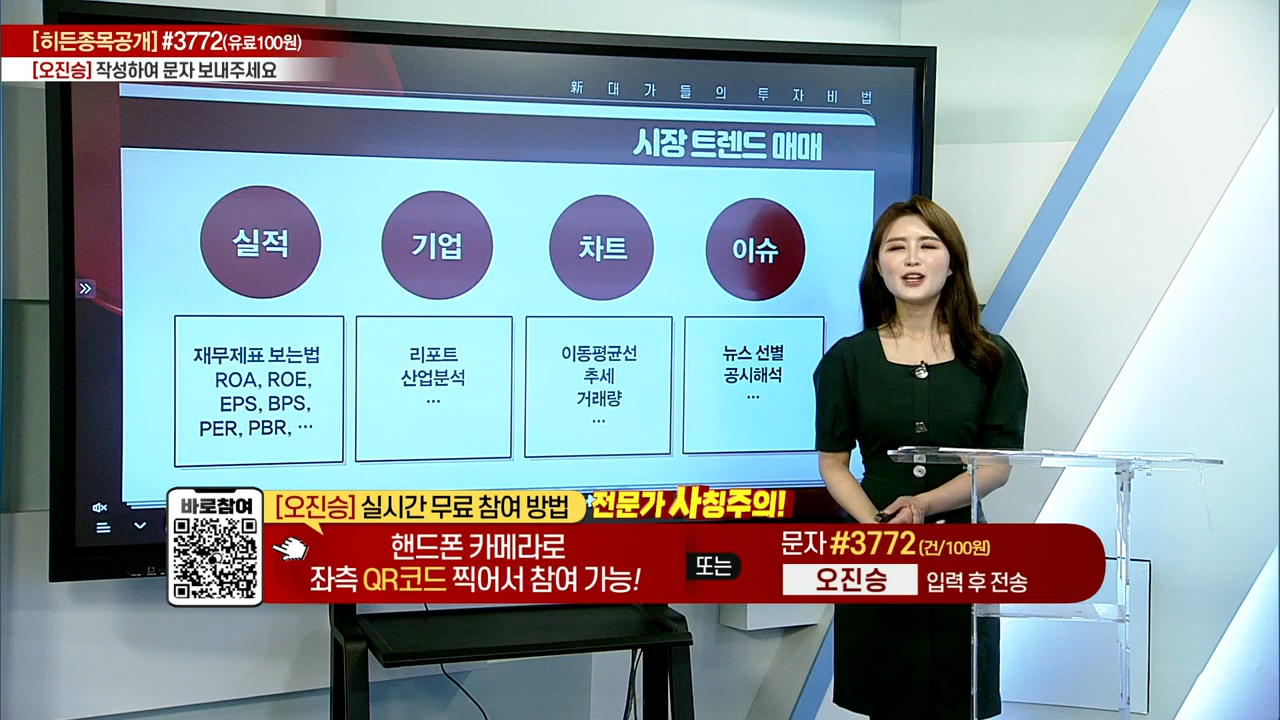 [히든종목공개] #3772(유료100원)
[오진승] 작성하여 문자 보내주세요
新 대가들의 투자비법
시장 트렌드 매매
실적
기업
차트
이슈
재무제표 보는법
ROA, ROE,
EPS, BPS,
PER, PBR, ···
리포트
산업분석
···
이동평균선
추세
거래량
···
뉴스 선별
공시해석
···
바로참여
[오진승] 실시간 무료 참여 방법
전문가 사칭주의!
핸드폰 카메라로
좌측 QR코드 찍어서 참여 가능!
또는
문자 #3772 (건/100원)
오진승 입력 후 전송